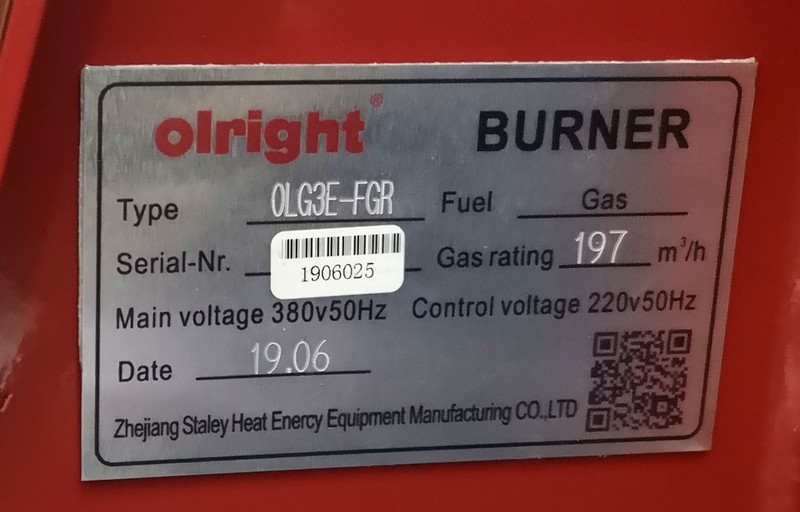 olright® BURNER
Type OLG3E-FGR Fuel Gas
Serial-Nr. 1906025 Gas rating 197 m³/h
Main voltage 380v50Hz Control voltage 220v50Hz
Date 19.06
Zhejiang Staley Heat Enercy Equipment Manufacturing CO.,LTD